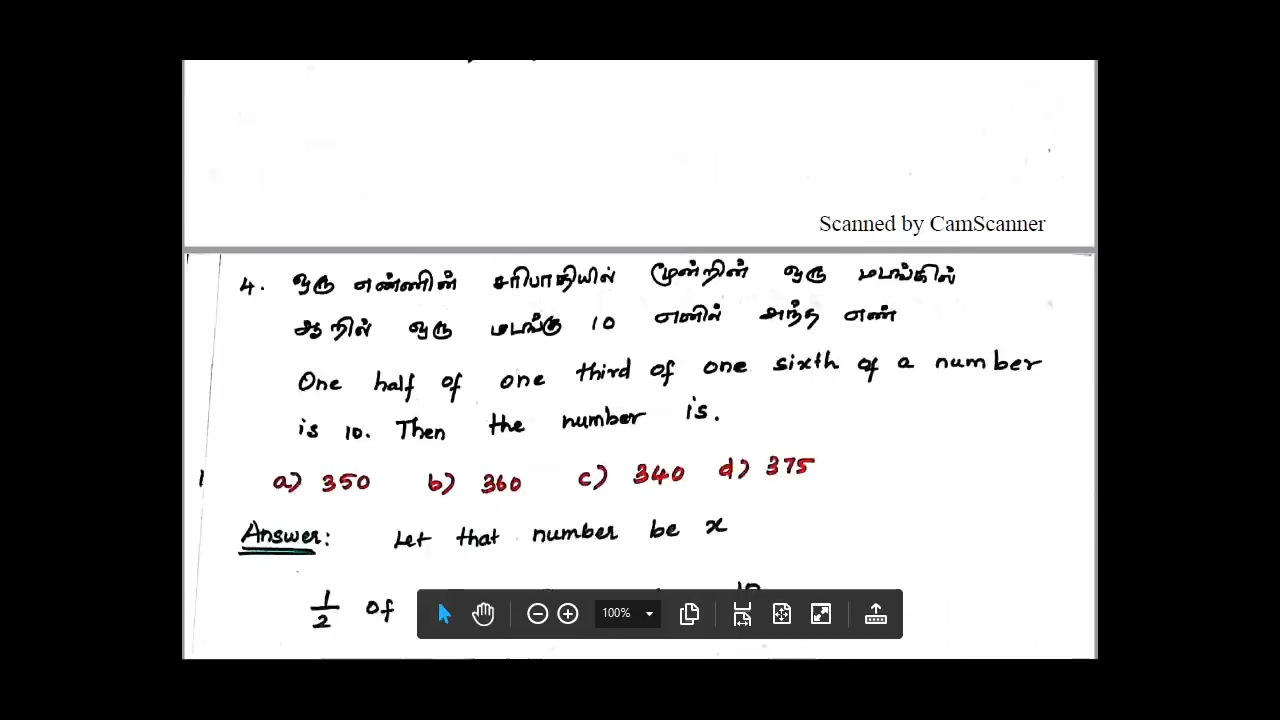 Scanned by CamScanner
4. ஒரு எண்ணின் சரிபாதியில் மூன்றின் ஒரு மடங்கில்
ஆறில் ஒரு மடங்கு 10 எனில் அந்த எண்
One half of one third of one sixth of a number
is 10. Then the number is.
a) 350 b) 360 c) 340 d) 375
Answer: Let that number be x
1/2 of
100%